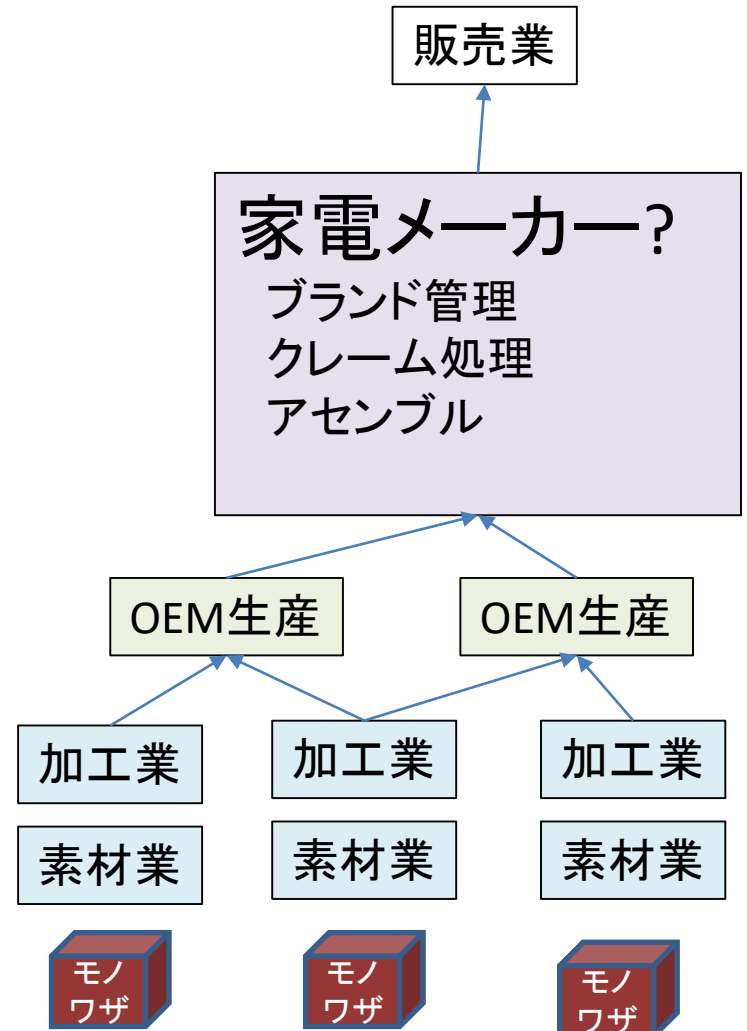 販売業
家電メーカー?
ブランド管理
クレーム処理
アセンブル
OEM生産
OEM生産
加工業
加工業
加工業
素材業
素材業
素材業
モノ
ワザ
モノ
ワザ
モノ
ワザ